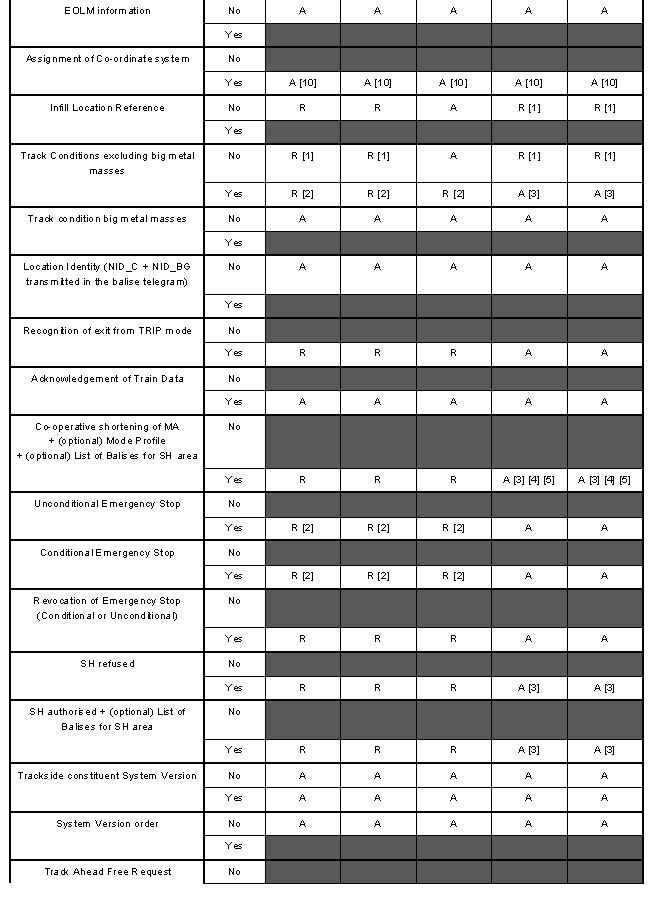 EOLM information No A A A A A
Yes
Assignment of Co-ordinate system No
Yes A [10] A [10] A [10] A [10] A [10]
Infill Location Reference No R R A R [1] R [1]
Yes
Track Conditions excluding big metal No R [1] R [1] A R [1] R [1]
masses
Yes R [2] R [2] R [2] A [3] A [3]
Track condition big metal masses No A A A A A
Yes
Location Identity (NID_C + NID_BG No A A A A A
transmitted in the balise telegram)
Yes
Recognition of exit from TRIP mode No
Yes R R R A A
Acknowledgement of Train Data No
Yes A A A A A
Co-operative shortening of MA No
+ (optional) Mode Profile
+ (optional) List of Balises for SH area
Yes R R R A [3] [4] [5] A [3] [4] [5]
Unconditional Emergency Stop No
Yes R [2] R [2] R [2] A A
Conditional Emergency Stop No
Yes R [2] R [2] R [2] A A
Revocation of Emergency Stop No
(Conditional or Unconditional)
Yes R R R A A
SH refused No
Yes R R R A [3] A [3]
SH authorised + (optional) List of No
Balises for SH area
Yes R R R A [3] A [3]
Trackside constituent System Version No A A A A A
Yes A A A A A
System Version order No A A A A A
Yes
Track Ahead Free Request No